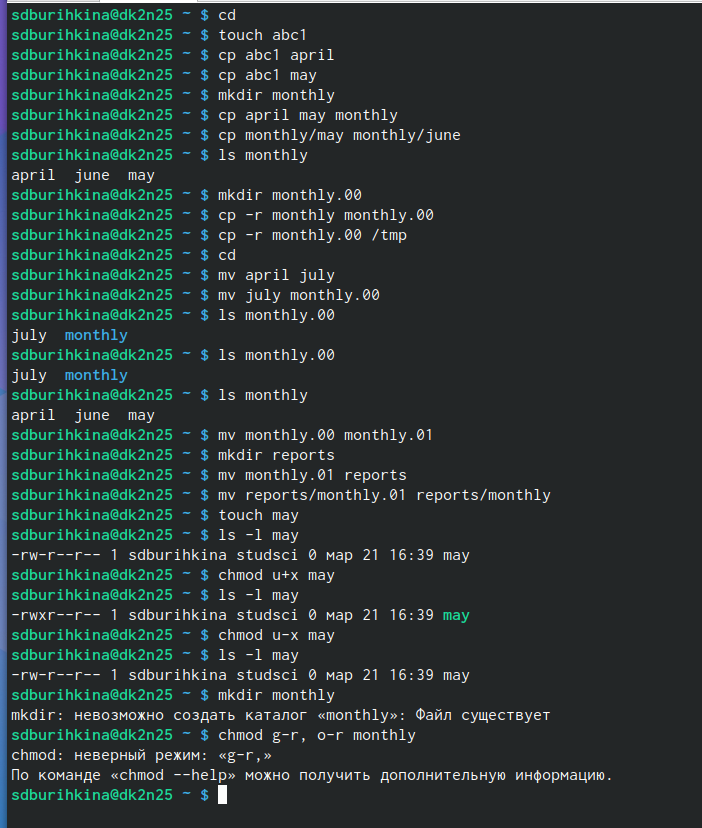 sdburihkina@dk2n25 ~ $ cd
sdburihkina@dk2n25 ~ $ touch abc1
sdburihkina@dk2n25 ~ $ cp abc1 april
sdburihkina@dk2n25 ~ $ cp abc1 may
sdburihkina@dk2n25 ~ $ mkdir monthly
sdburihkina@dk2n25 ~ $ cp april may monthly
sdburihkina@dk2n25 ~ $ cp monthly/may monthly/june
sdburihkina@dk2n25 ~ $ ls monthly
april  june  may
sdburihkina@dk2n25 ~ $ mkdir monthly.00
sdburihkina@dk2n25 ~ $ cp -r monthly monthly.00
sdburihkina@dk2n25 ~ $ cp -r monthly.00 /tmp
sdburihkina@dk2n25 ~ $ cd
sdburihkina@dk2n25 ~ $ mv april july
sdburihkina@dk2n25 ~ $ mv july monthly.00
sdburihkina@dk2n25 ~ $ ls monthly.00
july  monthly
sdburihkina@dk2n25 ~ $ ls monthly.00
july  monthly
sdburihkina@dk2n25 ~ $ ls monthly
april  june  may
sdburihkina@dk2n25 ~ $ mv monthly.00 monthly.01
sdburihkina@dk2n25 ~ $ mkdir reports
sdburihkina@dk2n25 ~ $ mv monthly.01 reports
sdburihkina@dk2n25 ~ $ mv reports/monthly.01 reports/monthly
sdburihkina@dk2n25 ~ $ touch may
sdburihkina@dk2n25 ~ $ ls -l may
-rw-r--r-- 1 sdburihkina studsci 0 мар 21 16:39 may
sdburihkina@dk2n25 ~ $ chmod u+x may
sdburihkina@dk2n25 ~ $ ls -l may
-rwxr--r-- 1 sdburihkina studsci 0 мар 21 16:39 may
sdburihkina@dk2n25 ~ $ chmod u-x may
sdburihkina@dk2n25 ~ $ ls -l may
-rw-r--r-- 1 sdburihkina studsci 0 мар 21 16:39 may
sdburihkina@dk2n25 ~ $ mkdir monthly
mkdir: невозможно создать каталог «monthly»: Файл существует
sdburihkina@dk2n25 ~ $ chmod g-r, o-r monthly
chmod: неверный режим: «g-r,»
По команде «chmod --help» можно получить дополнительную информацию.
sdburihkina@dk2n25 ~ $